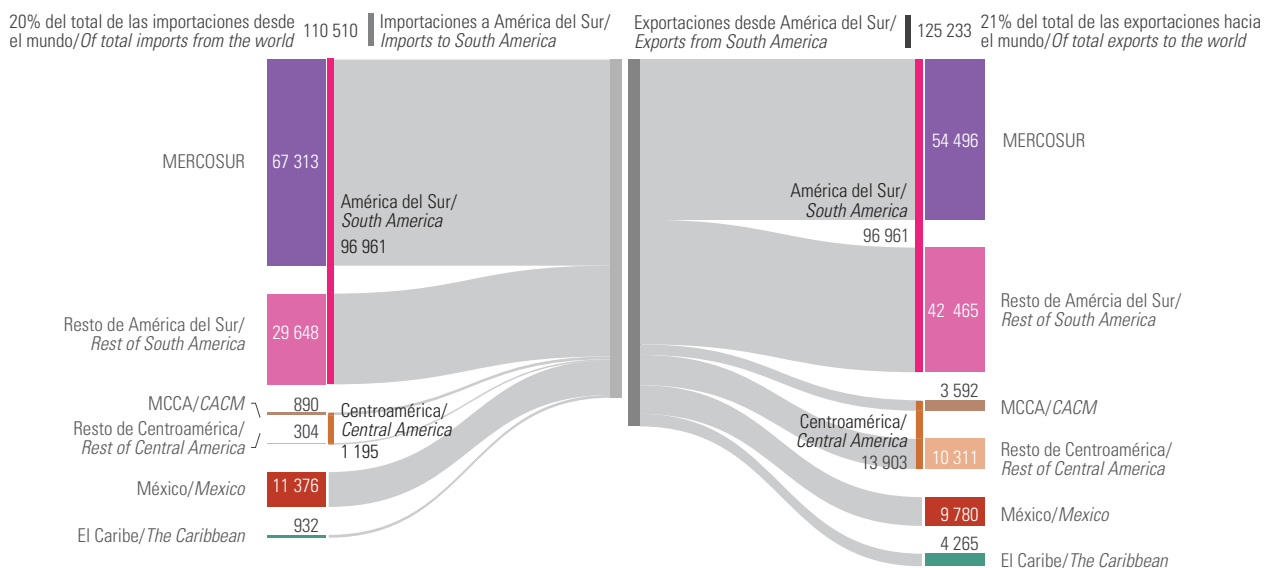 20% del total de las importaciones desde
el mundo/Of total imports from the world
110 510
Importaciones a América del Sur/
Imports to South America
Exportaciones desde América del Sur/
Exports from South America
125 233
21% del total de las exportaciones hacia
el mundo/Of total exports to the world
MERCOSUR
67 313
América del Sur/
South America
96 961
Resto de América del Sur/
Rest of South America
29 648
MCCA/CACM
890
Resto de Centroamérica/
Rest of Central America
304
Centroamérica/
Central America
1 195
México/Mexico
11 376
El Caribe/The Caribbean
932
54 496
MERCOSUR
América del Sur/
South America
96 961
42 465
Resto de Amércia del Sur/
Rest of South America
3 592
MCCA/CACM
Centroamérica/
Central America
13 903
10 311
Resto de Centroamérica/
Rest of Central America
9 780
México/Mexico
4 265
El Caribe/The Caribbean